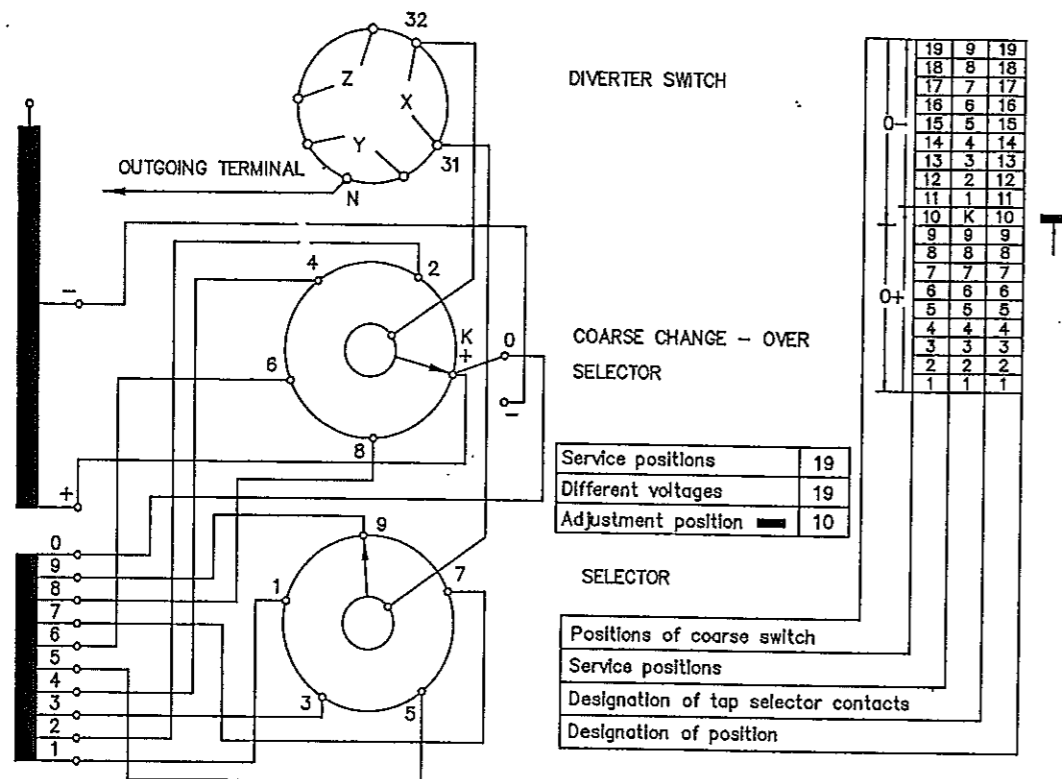 32
Z
X
Y
31
N
OUTGOING TERMINAL
DIVERTER SWITCH
−
4
2
K
+
0
6
−
8
COARSE CHANGE - OVER
SELECTOR
+
0
9
8
7
6
5
4
3
2
1
9
1
7
3
5
SELECTOR
Service positions 19
Different voltages 19
Adjustment position 10
0−
0+
19 9 19
18 8 18
17 7 17
16 6 16
15 5 15
14 4 14
13 3 13
12 2 12
11 1 11
10 K 10
9 9 9
8 8 8
7 7 7
6 6 6
5 5 5
4 4 4
3 3 3
2 2 2
1 1 1
Positions of coarse switch
Service positions
Designation of tap selector contacts
Designation of position